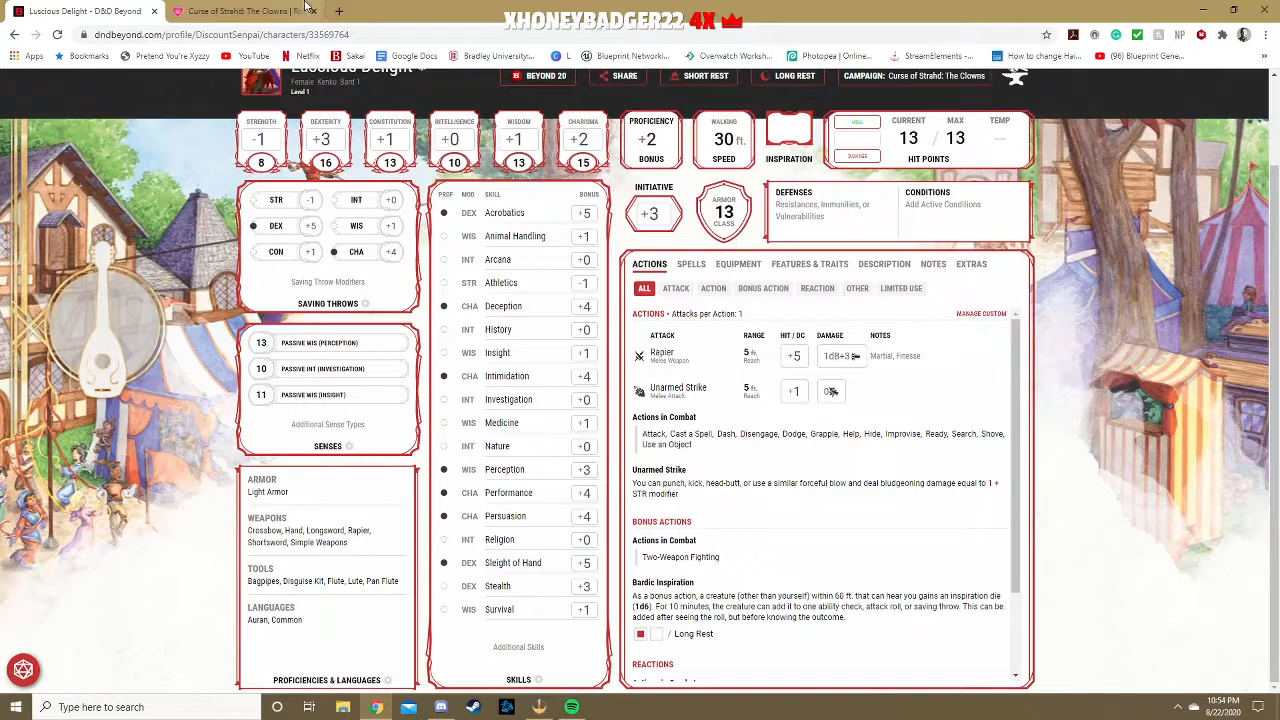 XHONEYBADGER22 4X
Luscious Delight - D&D Beyond
Curse of Strahd: The Clowns | Roll
dndbeyond.com/profile/DiscountSenpai/characters/33569764
Apps
Bookmarks
Pretend You're Xyzzy
YouTube
Netflix
Sakai
Google Docs
Bradley University:...
L
Blueprint Networki...
Overwatch Worksh...
Photopea | Online...
StreamElements -...
How to change Hai...
(96) Blueprint Gene...
Luscious Delight
Female Kenku Bard 1
Level 1
BEYOND 20
SHARE
SHORT REST
LONG REST
CAMPAIGN: Curse of Strahd: The Clowns
STRENGTH
-1
8
DEXTERITY
+3
16
CONSTITUTION
+1
13
INTELLIGENCE
+0
10
WISDOM
+1
13
CHARISMA
+2
15
PROFICIENCY
+2
BONUS
WALKING
30 ft.
SPEED
INSPIRATION
HEAL
DAMAGE
CURRENT
MAX
TEMP
13 / 13
HIT POINTS
STR -1
INT +0
DEX +5
WIS +1
CON +1
CHA +4
Saving Throw Modifiers
SAVING THROWS
13 PASSIVE WIS (PERCEPTION)
10 PASSIVE INT (INVESTIGATION)
11 PASSIVE WIS (INSIGHT)
Additional Sense Types
SENSES
ARMOR
Light Armor
WEAPONS
Crossbow, Hand, Longsword, Rapier,
Shortsword, Simple Weapons
TOOLS
Bagpipes, Disguise Kit, Flute, Lute, Pan Flute
LANGUAGES
Auran, Common
PROFICIENCIES & LANGUAGES
PROF MOD SKILL BONUS
DEX Acrobatics +5
WIS Animal Handling +1
INT Arcana +0
STR Athletics -1
CHA Deception +4
INT History +0
WIS Insight +1
CHA Intimidation +4
INT Investigation +0
WIS Medicine +1
INT Nature +0
WIS Perception +3
CHA Performance +4
CHA Persuasion +4
INT Religion +0
DEX Sleight of Hand +5
DEX Stealth +3
WIS Survival +1
Additional Skills
SKILLS
INITIATIVE
+3
ARMOR
13
CLASS
DEFENSES
Resistances, Immunities, or
Vulnerabilities
CONDITIONS
Add Active Conditions
ACTIONS SPELLS EQUIPMENT FEATURES & TRAITS DESCRIPTION NOTES EXTRAS
ALL ATTACK ACTION BONUS ACTION REACTION OTHER LIMITED USE
ACTIONS • Attacks per Action: 1
MANAGE CUSTOM
ATTACK RANGE HIT / DC DAMAGE NOTES
Rapier 5 ft. +5 1d8+3 Martial, Finesse
Melee Weapon Reach
Unarmed Strike 5 ft. +1 0
Melee Attack Reach
Actions in Combat
Attack, Cast a Spell, Dash, Disengage, Dodge, Grapple, Help, Hide, Improvise, Ready, Search, Shove,
Use an Object
Unarmed Strike
You can punch, kick, head-butt, or use a similar forceful blow and deal bludgeoning damage equal to 1 +
STR modifier
BONUS ACTIONS
Actions in Combat
Two-Weapon Fighting
Bardic Inspiration
As a bonus action, a creature (other than yourself) within 60 ft. that can hear you gains an inspiration die
(1d6). For 10 minutes, the creature can add it to one ability check, attack roll, or saving throw. This can be
added after seeing the roll, but before knowing the outcome.
/ Long Rest
REACTIONS
Type here to search
10:54 PM
8/22/2020